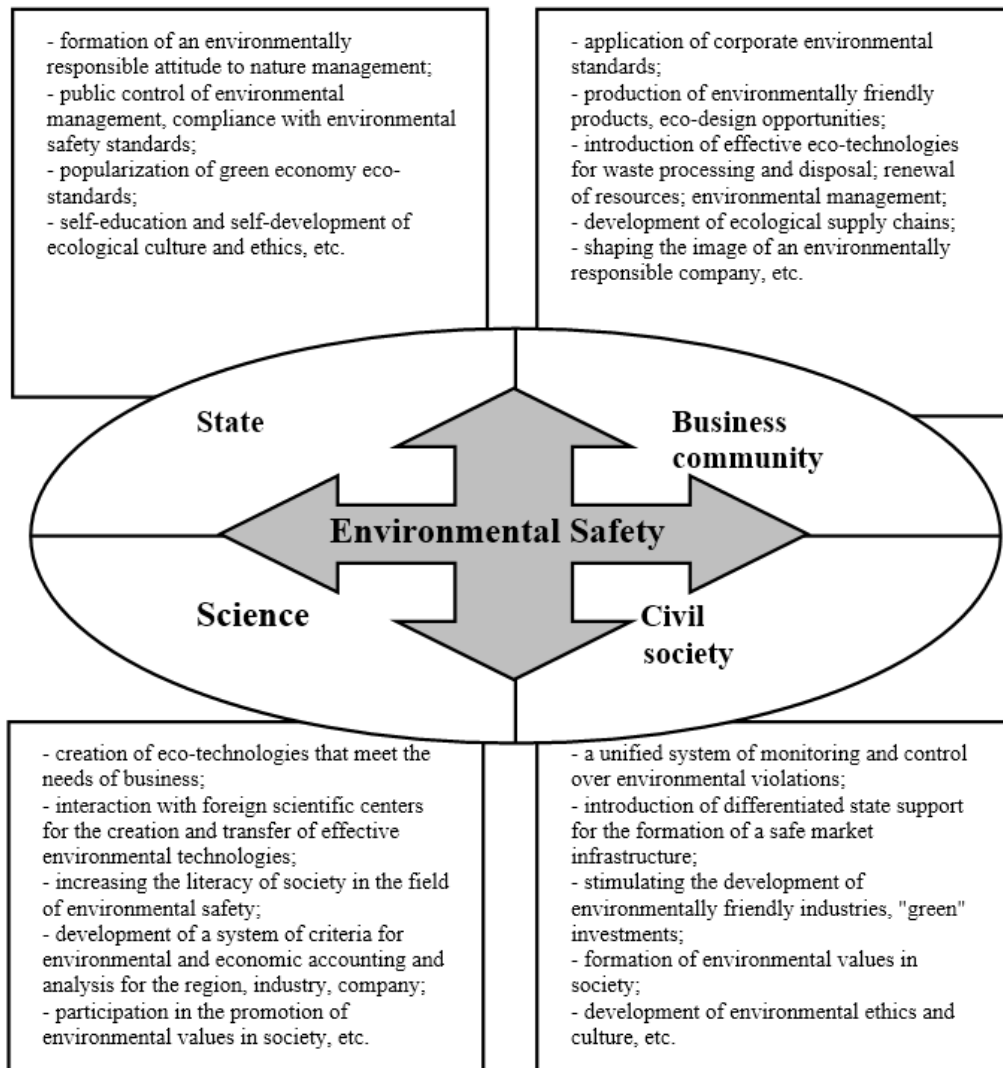 - formation of an environmentally
responsible attitude to nature management;
- public control of environmental
management, compliance with environmental
safety standards;
- popularization of green economy eco-
standards;
- self-education and self-development of
ecological culture and ethics, etc.
- application of corporate environmental
standards;
- production of environmentally friendly
products, eco-design opportunities;
- introduction of effective eco-technologies
for waste processing and disposal; renewal
of resources; environmental management;
- development of ecological supply chains;
- shaping the image of an environmentally
responsible company, etc.
State
Business
community
Environmental Safety
Science
Civil
society
- creation of eco-technologies that meet the
needs of business;
- interaction with foreign scientific centers
for the creation and transfer of effective
environmental technologies;
- increasing the literacy of society in the field
of environmental safety;
- development of a system of criteria for
environmental and economic accounting and
analysis for the region, industry, company;
- participation in the promotion of
environmental values in society, etc.
- a unified system of monitoring and control
over environmental violations;
- introduction of differentiated state support
for the formation of a safe market
infrastructure;
- stimulating the development of
environmentally friendly industries, "green"
investments;
- formation of environmental values in
society;
- development of environmental ethics and
culture, etc.